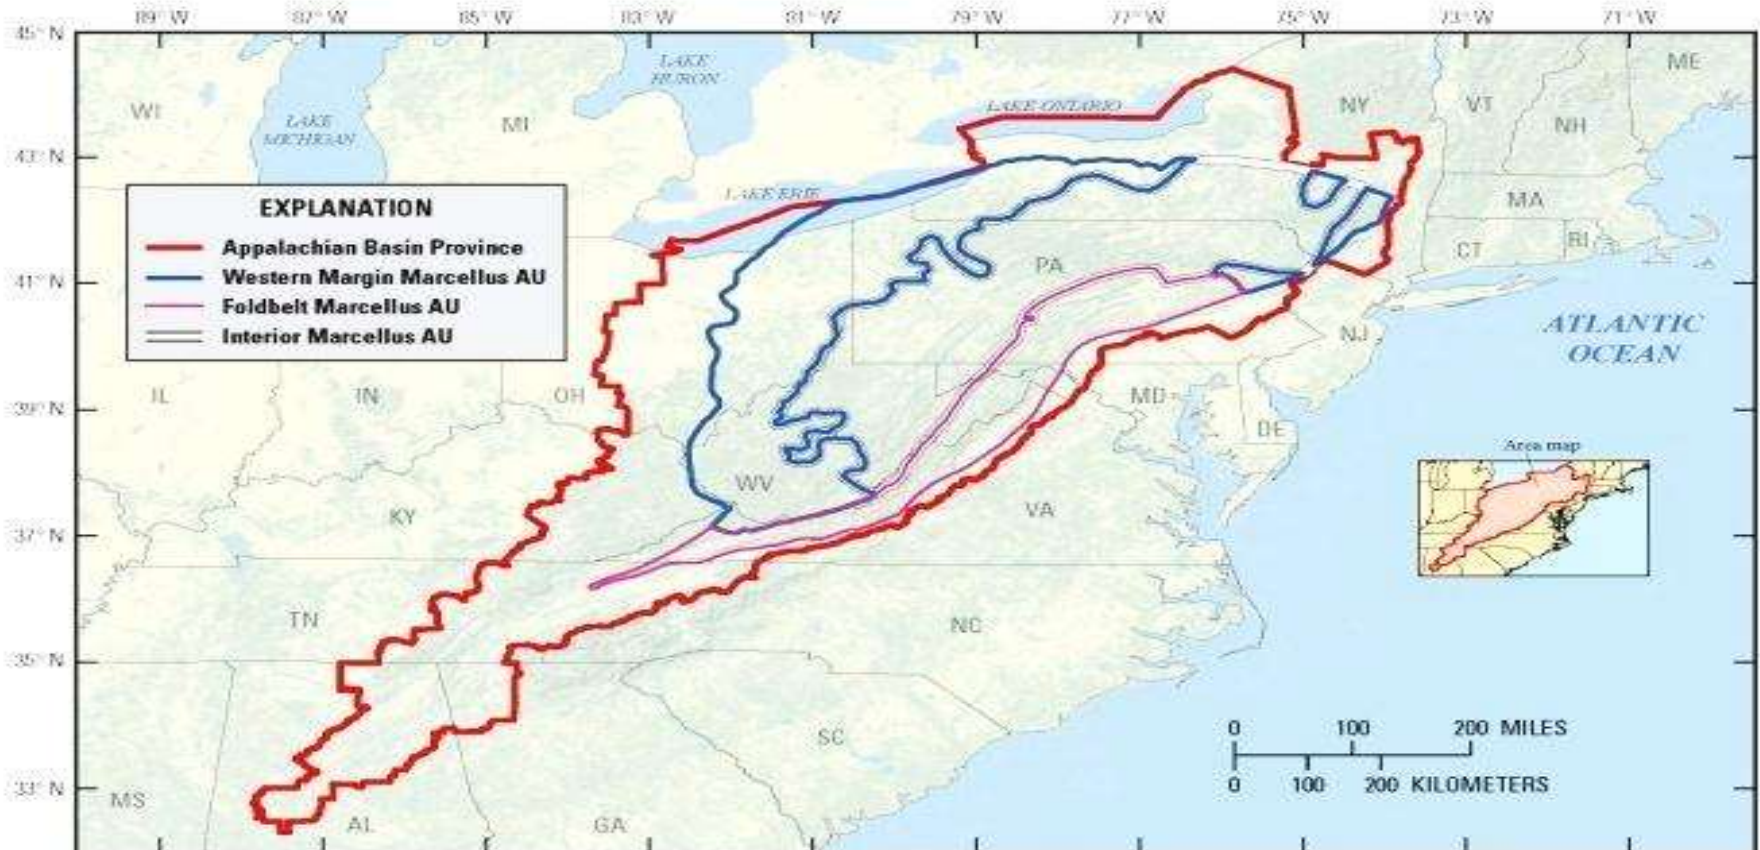 89° W 87° W 85° W 83° W 81° W 79° W 77° W 75° W 73° W 71° W
45° N
43° N
41° N
39° N
37° N
35° N
33° N
LAKE
HURON
ME
LAKE ONTARIO
NY
VT
WI
LAKE
MICHIGAN
MI
NH
LAKE ERIE
MA
EXPLANATION
Appalachian Basin Province
Western Margin Marcellus AU
Foldbelt Marcellus AU
Interior Marcellus AU
CT
RI
PA
NJ
ATLANTIC
OCEAN
IL
IN
OH
MD
DE
Area map
WV
VA
KY
TN
NC
SC
MS
AL
GA
0 100 200 MILES
0 100 200 KILOMETERS